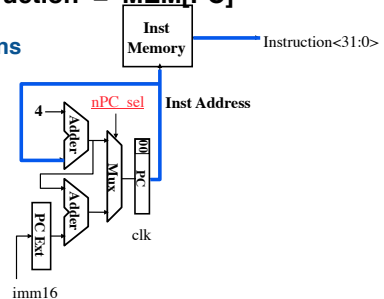 ruction = MEM[PC]
ns
Inst
Memory
Instruction<31:0>
nPC_sel
Inst Address
4
Adder
Mux
00
PC
Adder
PC Ext
clk
imm16